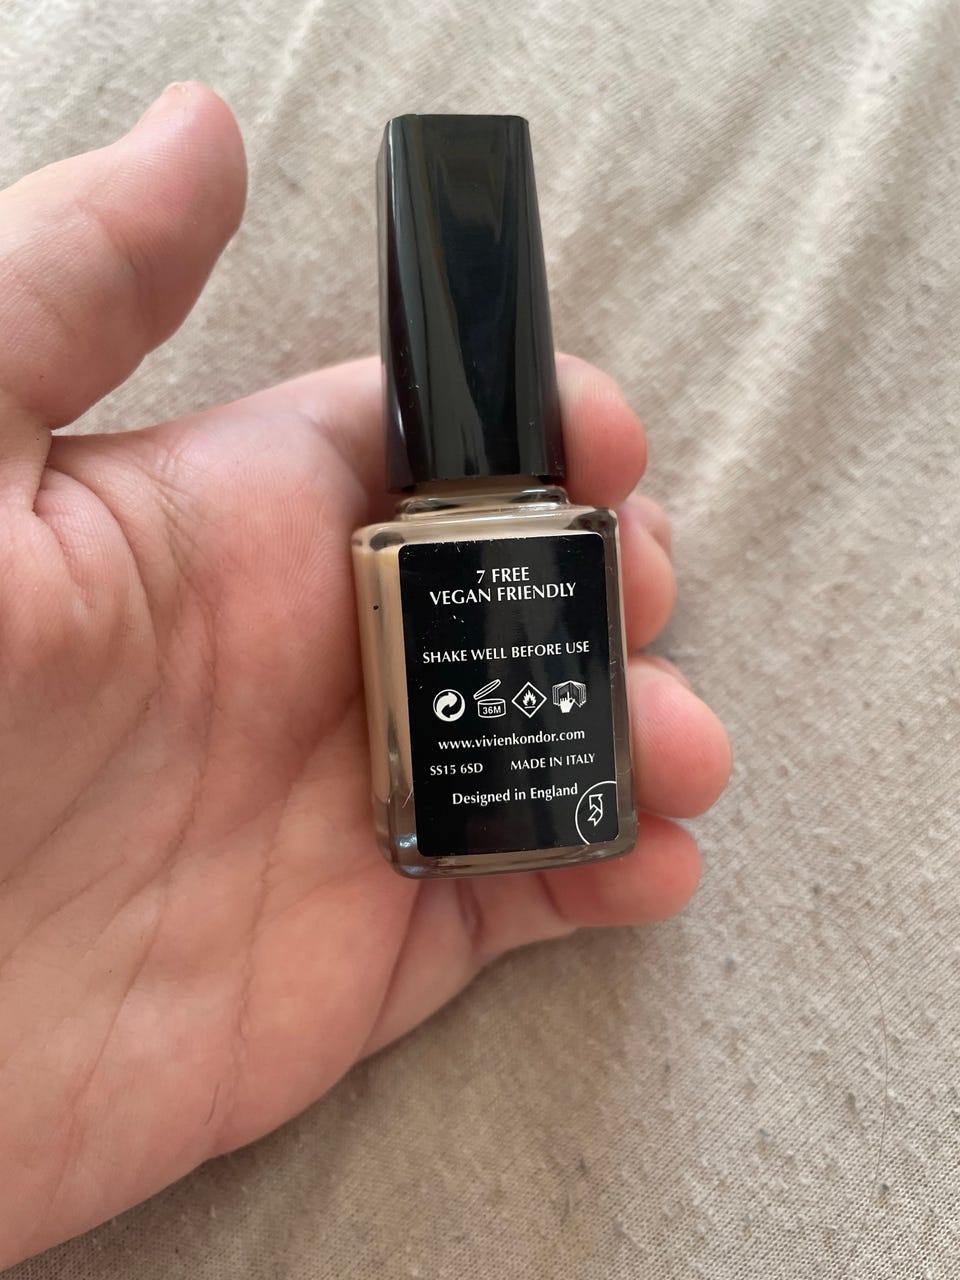 7 FREE
VEGAN FRIENDLY
SHAKE WELL BEFORE USE
36M
www.vivienkondor.com
SS15 6SD MADE IN ITALY
Designed in England